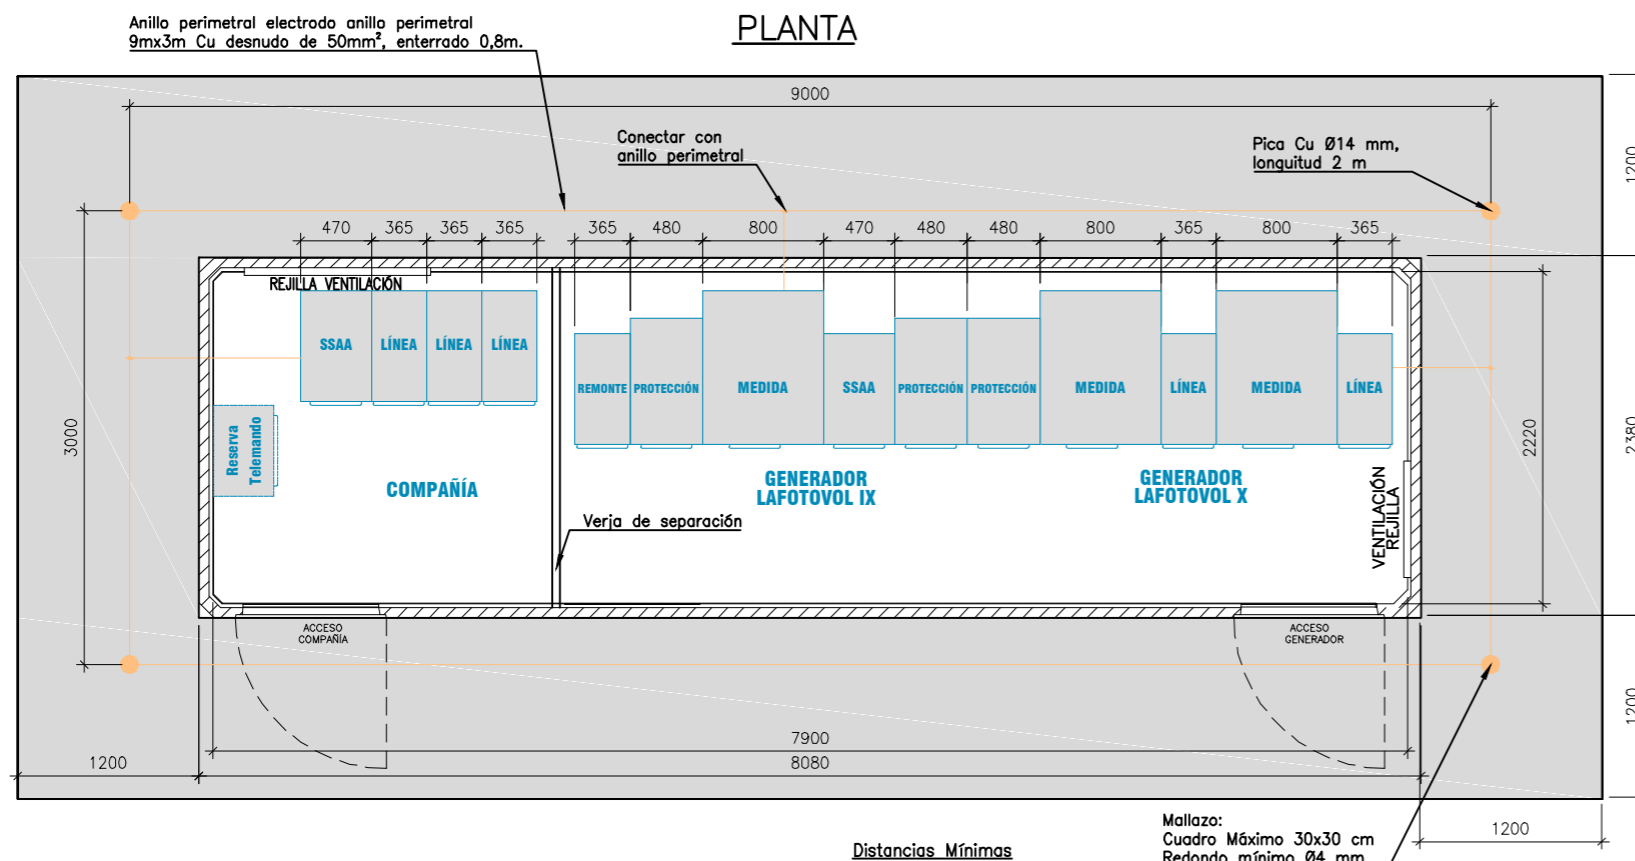 PLANTA
Anillo perimetral electrodo anillo perimetral
9mx3m Cu desnudo de 50mm², enterrado 0,8m.
9000
Conectar con
anillo perimetral
Pica Cu Ø14 mm,
longuitud 2 m
1200
470 365 365 365 365 480 800 470 480 480 800 365 800 365
REJILLA VENTILACIÓN
SSAA LÍNEA LÍNEA LÍNEA
REMONTE PROTECCIÓN MEDIDA SSAA PROTECCIÓN PROTECCIÓN MEDIDA LÍNEA MEDIDA LÍNEA
3000
Reserva
Telemando
2220
2380
COMPAÑÍA
GENERADOR
LAFOTOVOL IX
GENERADOR
LAFOTOVOL X
VENTILACIÓN
REJILLA
Verja de separación
ACCESO
COMPAÑÍA
ACCESO
GENERADOR
1200
7900
1200
8080
1200
Mallazo:
Cuadro Máximo 30x30 cm
Redondo mínimo Ø4 mm
Distancias Mínimas